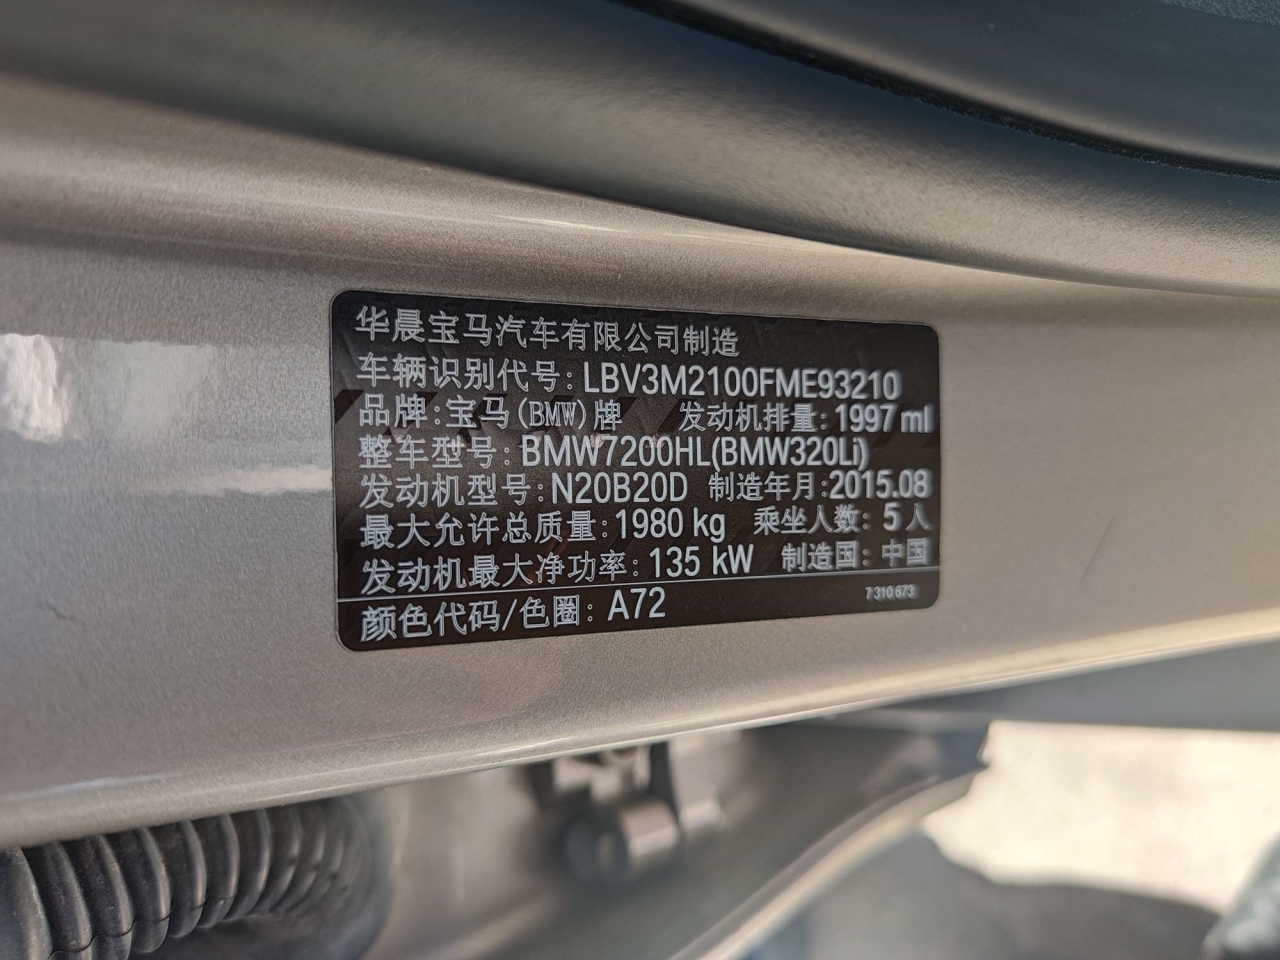 华晨宝马汽车有限公司制造
车辆识别代号: LBV3M2100FME93210
品牌: 宝马(BMW)牌 发动机排量: 1997 ml
整车型号: BMW7200HL(BMW320Li)
发动机型号: N20B20D 制造年月: 2015.08
最大允许总质量: 1980 kg 乘坐人数: 5 人
发动机最大净功率: 135 kW 制造国: 中国
颜色代码/色圈: A72 7 310 673